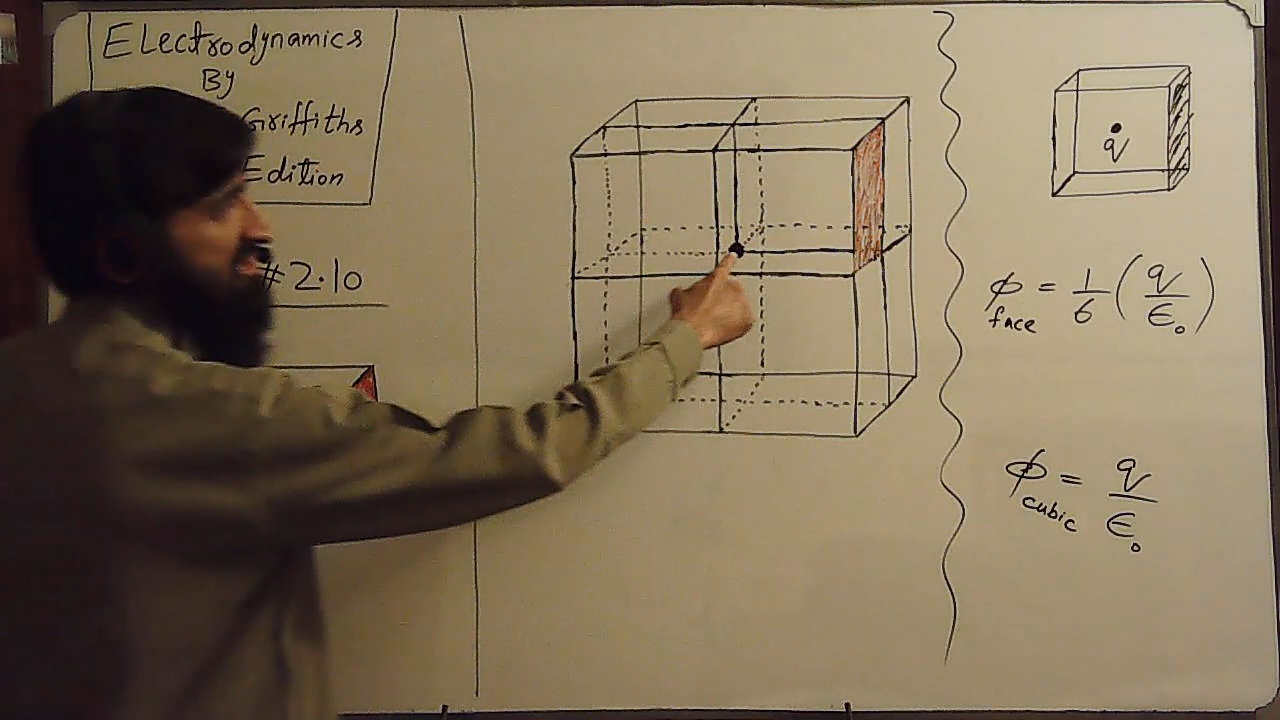 ELectrodynamics
By
Griffiths
Edition
#2.10
q
ϕ face = 1/6 (q/ϵ₀)
ϕ cubic = q/ϵ₀